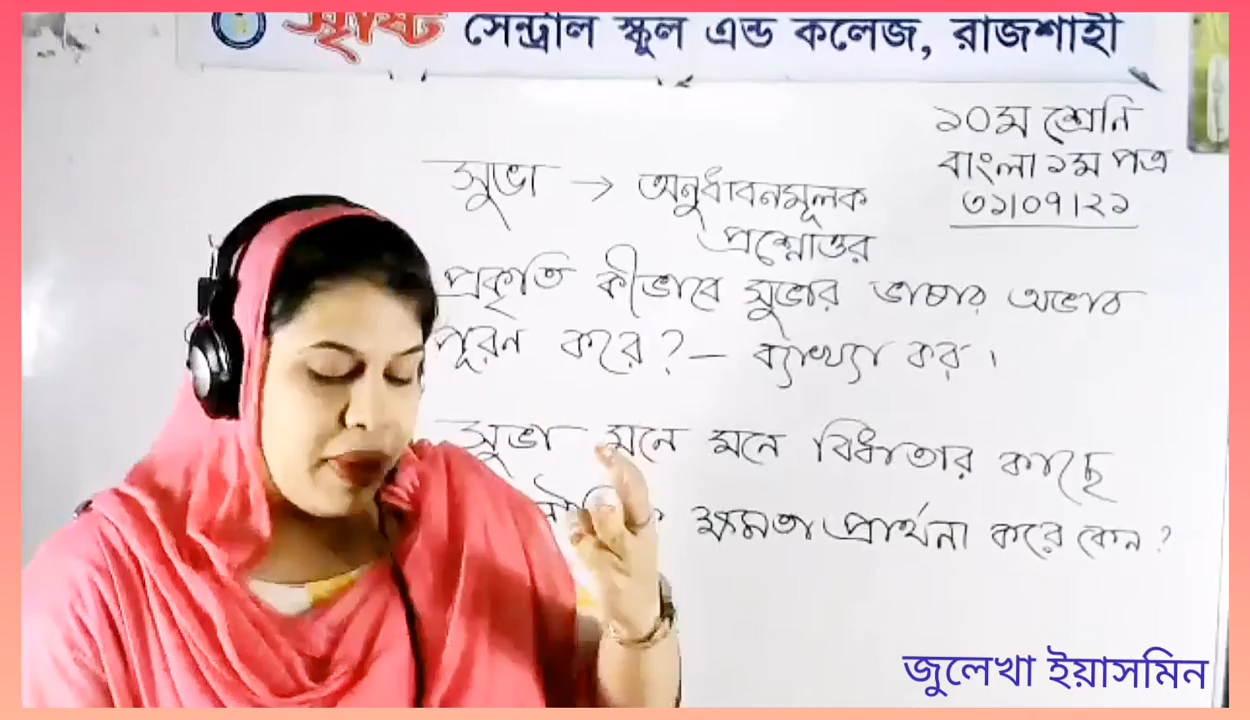 সৃষ্টি সেন্ট্রাল স্কুল এন্ড কলেজ, রাজশাহী
১০ম শ্রেনি
বাংলা ১ম পত্র
৩১|০৭|২১
সুভা → অনুধাবনমূলক
প্রশ্নোত্তর
প্রকৃতি কীভাবে সুভার ভাষার অভাব
পূরন করে? — ব্যাখ্যা কর।
সুভা মনে মনে বিধাতার কাছে
ক্ষমতা প্রার্থনা করে কেন?
জুলেখা ইয়াসমিন